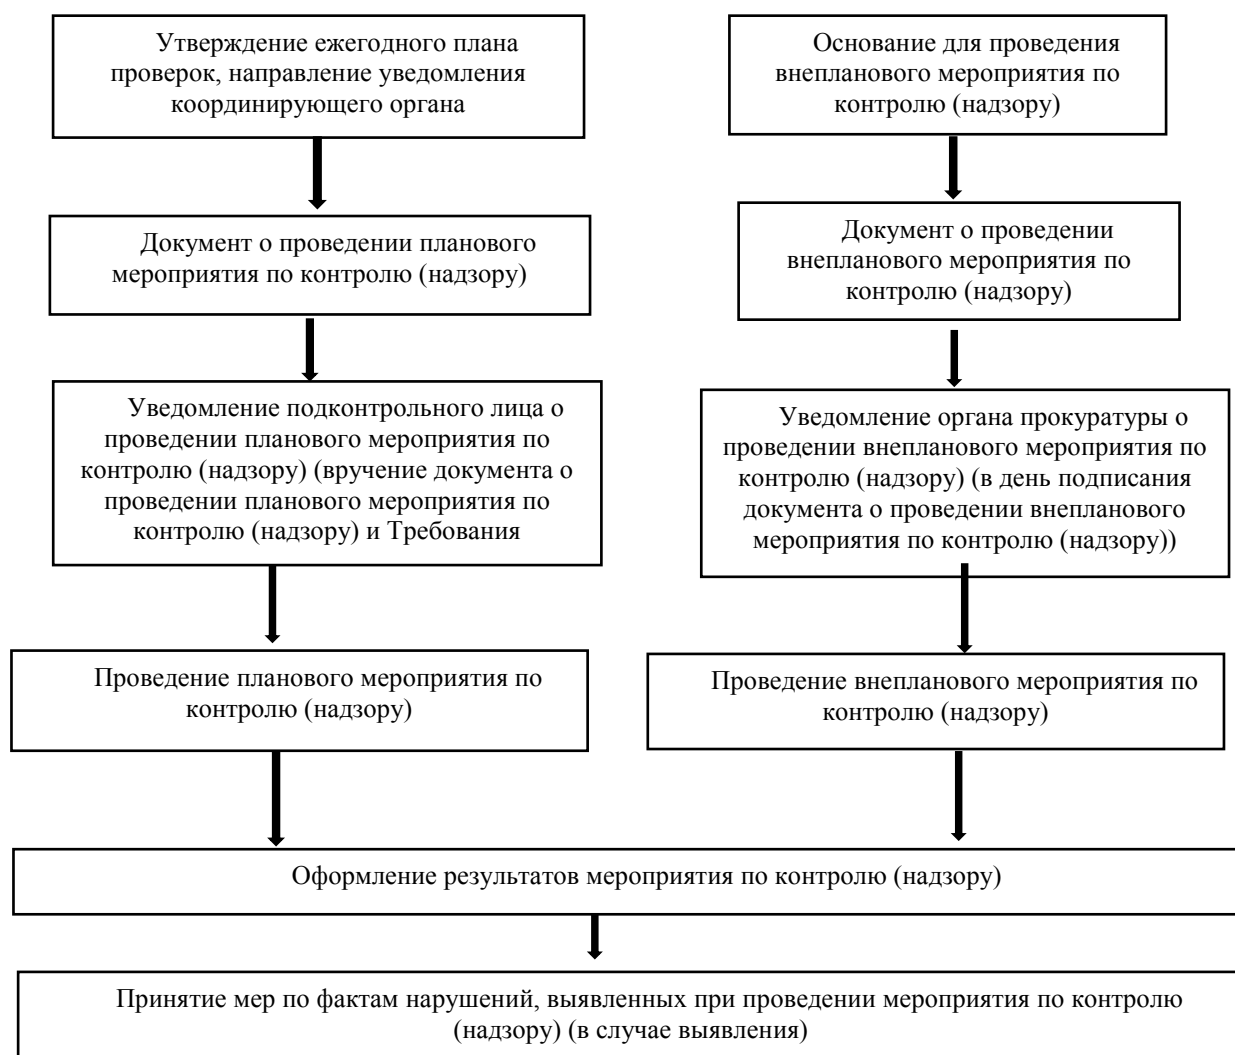 Утверждение ежегодного плана
проверок, направление уведомления
координирующего органа
Основание для проведения
внепланового мероприятия по
контролю (надзору)
Документ о проведении планового
мероприятия по контролю (надзору)
Документ о проведении
внепланового мероприятия по
контролю (надзору)
Уведомление подконтрольного лица о
проведении планового мероприятия по
контролю (надзору) (вручение документа о
проведении планового мероприятия по
контролю (надзору) и Требования
Уведомление органа прокуратуры о
проведении внепланового мероприятия по
контролю (надзору) (в день подписания
документа о проведении внепланового
мероприятия по контролю (надзору))
Проведение планового мероприятия по
контролю (надзору)
Проведение внепланового мероприятия по
контролю (надзору)
Оформление результатов мероприятия по контролю (надзору)
Принятие мер по фактам нарушений, выявленных при проведении мероприятия по контролю
(надзору) (в случае выявления)